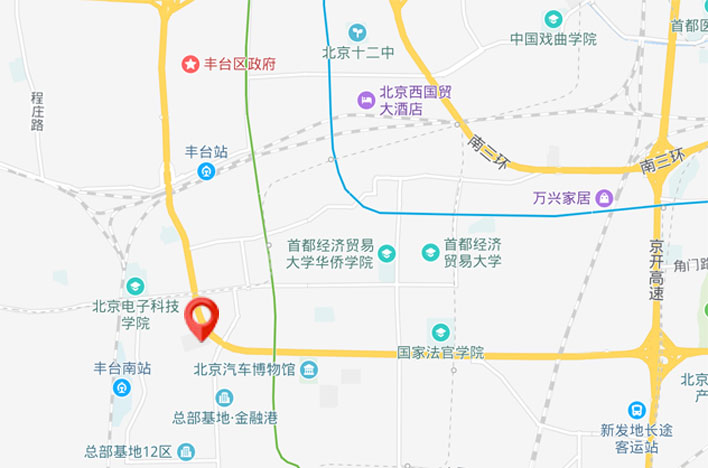 中国戏曲学院
首都医
北京十二中
丰台区政府
北京西国贸
大酒店
程庄路
南三环
丰台站
南三环
万兴家居
首都经济贸易
大学华侨学院
首都经济
贸易大学
京开高速
角门路
北京电子科技
学院
国家法官学院
丰台南站
北京汽车博物馆
北京
产
总部基地·金融港
新发地长途
客运站
总部基地12区